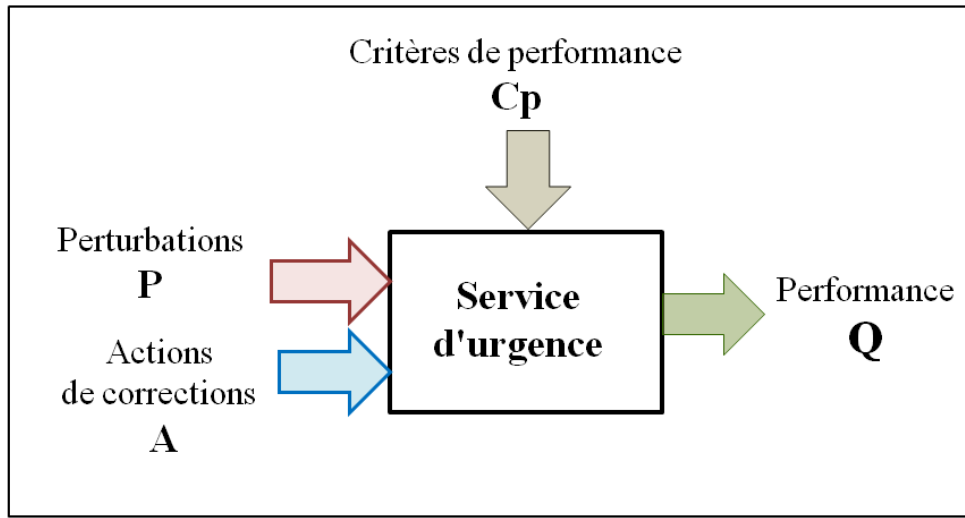 Critères de performance
Cp
Perturbations
P
Actions
de corrections
A
Service
d'urgence
Performance
Q